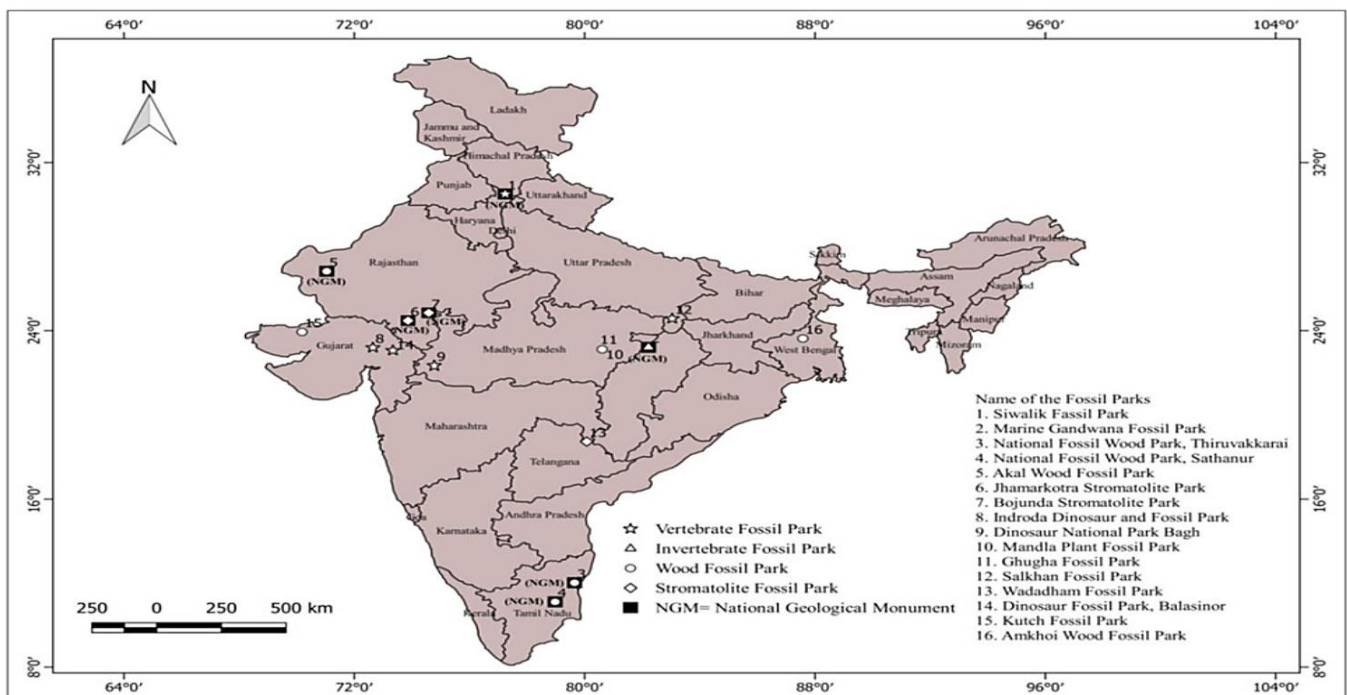 64°0′ 72°0′ 80°0′ 88°0′ 96°0′ 104°0′
N
32°0′
24°0′
16°0′
8°0′
32°0′
24°0′
16°0′
8°0′
Ladakh
Jammu and
Kashmir
Himachal Pradesh
Punjab
1
(NGM)
Uttarakhand
Haryana
Delhi
Rajasthan
Uttar Pradesh
5
(NGM)
Sikkim
Arunachal Pradesh
Assam
Nagaland
Meghalaya
Manipur
Tripura
Mizoram
Bihar
6
(NGM)
7
(NGM)
12
15
Gujarat
8
14
9
Madhya Pradesh
11
10
(NGM)
Jharkhand
16
West Bengal
Odisha
Maharashtra
13
Telangana
Goa
Karnataka
Andhra Pradesh
(NGM)
3
(NGM)
4
Kerala
Tamil Nadu
250 0 250 500 km
Vertebrate Fossil Park
Invertebrate Fossil Park
Wood Fossil Park
Stromatolite Fossil Park
NGM= National Geological Monument
Name of the Fossil Parks
1. Siwalik Fassil Park
2. Marine Gandwana Fossil Park
3. National Fossil Wood Park, Thiruvakkarai
4. National Fossil Wood Park, Sathanur
5. Akal Wood Fossil Park
6. Jhamarkotra Stromatolite Park
7. Bojunda Stromatolite Park
8. Indroda Dinosaur and Fossil Park
9. Dinosaur National Park Bagh
10. Mandla Plant Fossil Park
11. Ghugha Fossil Park
12. Salkhan Fossil Park
13. Wadadham Fossil Park
14. Dinosaur Fossil Park, Balasinor
15. Kutch Fossil Park
16. Amkhoi Wood Fossil Park
64°0′ 72°0′ 80°0′ 88°0′ 96°0′ 104°0′